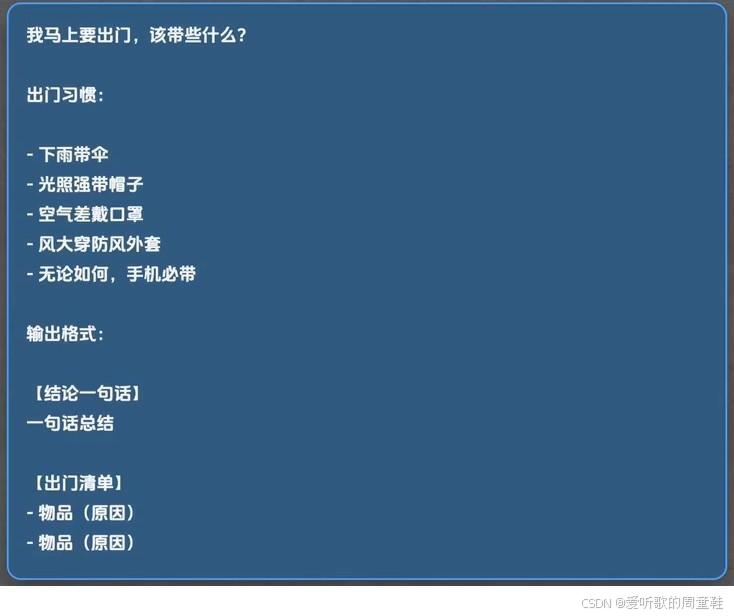 我马上要出门，该带些什么？
出门习惯：
- 下雨带伞
- 光照强带帽子
- 空气差戴口罩
- 风大穿防风外套
- 无论如何，手机必带
输出格式：
【结论一句话】
一句话总结
【出门清单】
- 物品（原因）
- 物品（原因）
CSDN @爱听歌的周童鞋